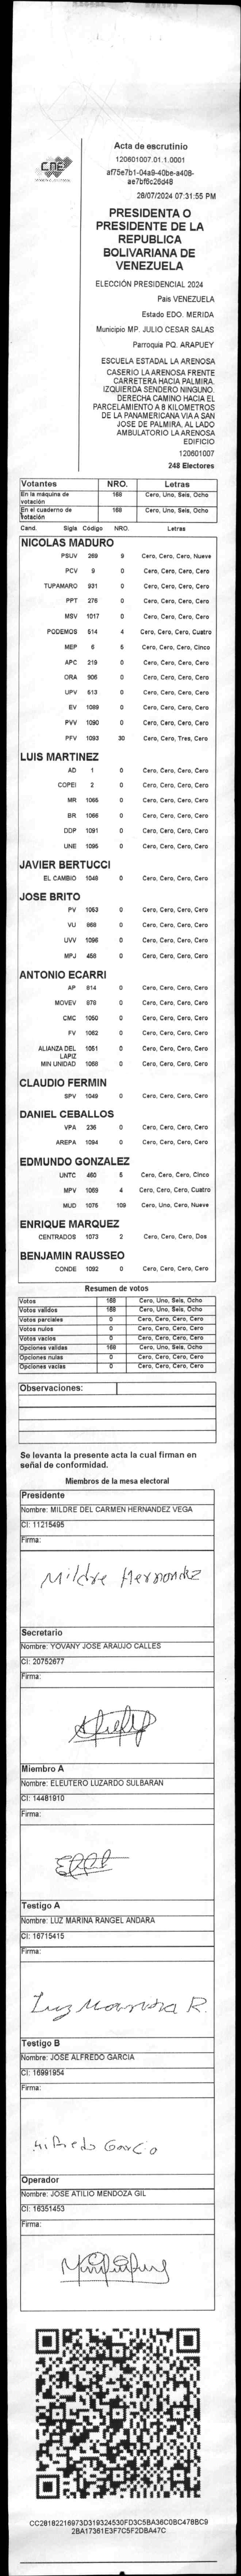 CNE
Acta de escrutinio
120601007.01.1.0001
af75e7b1-04a9-40be-a408-
ae7bf6c26d48
28/07/2024 07:31:55 PM
PRESIDENTA O
PRESIDENTE DE LA
REPUBLICA
BOLIVARIANA DE
VENEZUELA
ELECCIÓN PRESIDENCIAL 2024
Pais VENEZUELA
Estado EDO. MERIDA
Municipio MP. JULIO CESAR SALAS
Parroquia PQ. ARAPUEY
ESCUELA ESTADAL LA ARENOSA
CASERIO LA ARENOSA FRENTE
CARRETERA HACIA PALMIRA.
IZQUIERDA SENDERO NINGUNO.
DERECHA CAMINO HACIA EL
PARCELAMIENTO A 8 KILOMETROS
DE LA PANAMERICANA VIA A SAN
JOSE DE PALMIRA, AL LADO
AMBULATORIO LA ARENOSA
EDIFICIO
120601007
248 Electores
Votantes NRO. Letras
En la máquina de votación 168 Cero, Uno, Seis, Ocho
En el cuaderno de votación 168 Cero, Uno, Seis, Ocho
Cand. Sigla Código NRO. Letras
NICOLAS MADURO
PSUV 269 9 Cero, Cero, Cero, Nueve
PCV 9 0 Cero, Cero, Cero, Cero
TUPAMARO 931 0 Cero, Cero, Cero, Cero
PPT 276 0 Cero, Cero, Cero, Cero
MSV 1017 0 Cero, Cero, Cero, Cero
PODEMOS 514 4 Cero, Cero, Cero, Cuatro
MEP 6 5 Cero, Cero, Cero, Cinco
APC 219 0 Cero, Cero, Cero, Cero
ORA 906 0 Cero, Cero, Cero, Cero
UPV 513 0 Cero, Cero, Cero, Cero
EV 1089 0 Cero, Cero, Cero, Cero
PVV 1090 0 Cero, Cero, Cero, Cero
PFV 1093 30 Cero, Cero, Tres, Cero
LUIS MARTINEZ
AD 1 0 Cero, Cero, Cero, Cero
COPEI 2 0 Cero, Cero, Cero, Cero
MR 1065 0 Cero, Cero, Cero, Cero
BR 1066 0 Cero, Cero, Cero, Cero
DDP 1091 0 Cero, Cero, Cero, Cero
UNE 1095 0 Cero, Cero, Cero, Cero
JAVIER BERTUCCI
EL CAMBIO 1048 0 Cero, Cero, Cero, Cero
JOSE BRITO
PV 1053 0 Cero, Cero, Cero, Cero
VU 868 0 Cero, Cero, Cero, Cero
UVV 1096 0 Cero, Cero, Cero, Cero
MPJ 458 0 Cero, Cero, Cero, Cero
ANTONIO ECARRI
AP 814 0 Cero, Cero, Cero, Cero
MOVEV 878 0 Cero, Cero, Cero, Cero
CMC 1050 0 Cero, Cero, Cero, Cero
FV 1062 0 Cero, Cero, Cero, Cero
ALIANZA DEL LAPIZ 1051 0 Cero, Cero, Cero, Cero
MIN UNIDAD 1068 0 Cero, Cero, Cero, Cero
CLAUDIO FERMIN
SPV 1049 0 Cero, Cero, Cero, Cero
DANIEL CEBALLOS
VPA 236 0 Cero, Cero, Cero, Cero
AREPA 1094 0 Cero, Cero, Cero, Cero
EDMUNDO GONZALEZ
UNTC 460 5 Cero, Cero, Cero, Cinco
MPV 1069 4 Cero, Cero, Cero, Cuatro
MUD 1075 109 Cero, Uno, Cero, Nueve
ENRIQUE MARQUEZ
CENTRADOS 1073 2 Cero, Cero, Cero, Dos
BENJAMIN RAUSSEO
CONDE 1092 0 Cero, Cero, Cero, Cero
Resumen de votos
Votos 168 Cero, Uno, Seis, Ocho
Votos validos 168 Cero, Uno, Seis, Ocho
Votos parciales 0 Cero, Cero, Cero, Cero
Votos nulos 0 Cero, Cero, Cero, Cero
Votos vacios 0 Cero, Cero, Cero, Cero
Opciones validas 168 Cero, Uno, Seis, Ocho
Opciones nulas 0 Cero, Cero, Cero, Cero
Opciones vacias 0 Cero, Cero, Cero, Cero
Observaciones:
Se levanta la presente acta la cual firman en
señal de conformidad.
Miembros de la mesa electoral
Presidente
Nombre: MILDRE DEL CARMEN HERNANDEZ VEGA
CI: 11215495
Firma:
Mildre Hernandez
Secretario
Nombre: YOVANY JOSE ARAUJO CALLES
CI: 20752677
Firma:
Miembro A
Nombre: ELEUTERO LUZARDO SULBARAN
CI: 14481910
Firma:
Testigo A
Nombre: LUZ MARINA RANGEL ANDARA
CI: 16715415
Firma:
Luz Marina R.
Testigo B
Nombre: JOSE ALFREDO GARCIA
CI: 16991954
Firma:
Alfredo Garcia
Operador
Nombre: JOSE ATILIO MENDOZA GIL
CI: 16351453
Firma:
CC28182216973D319324530FD3C5BA36C0BC478BC9
2BA17361E3F7C5F2DBA47C